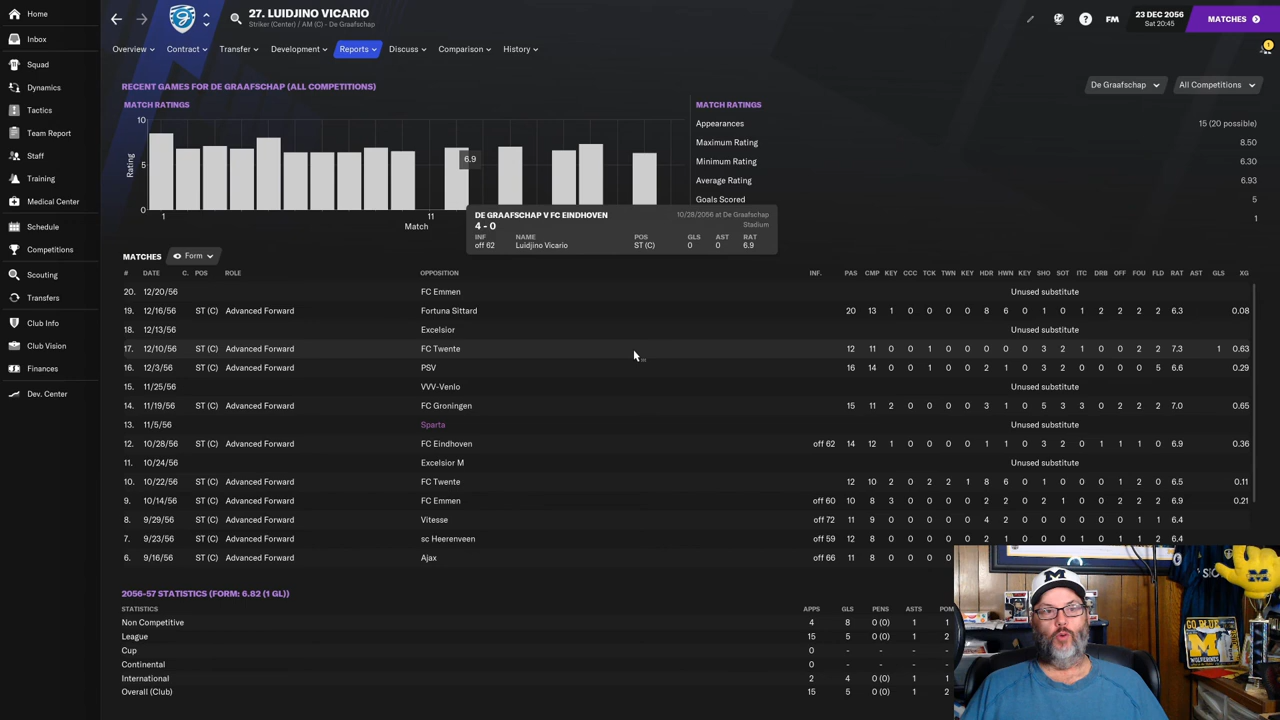 Home
Inbox
Squad
Dynamics
Tactics
Team Report
Staff
Training
Medical Center
Schedule
Competitions
Scouting
Transfers
Club Info
Club Vision
Finances
Dev. Center
27. LUIDJINO VICARIO
Striker (Center) / AM (C) - De Graafschap
FM
23 DEC 2056
Sat 20:45
MATCHES
Overview
Contract
Transfer
Development
Reports
Discuss
Comparison
History
1
RECENT GAMES FOR DE GRAAFSCHAP (ALL COMPETITIONS)
De Graafschap
All Competitions
MATCH RATINGS
10
5
0
Rating
1
11
Match
6.9
MATCH RATINGS
Appearances 15 (20 possible)
Maximum Rating 8.50
Minimum Rating 6.30
Average Rating 6.93
Goals Scored 5
1
DE GRAAFSCHAP V FC EINDHOVEN 10/28/2056 at De Graafschap Stadium
4 - 0
INF NAME POS GLS AST RAT
off 62 Luidjino Vicario ST (C) 0 0 6.9
MATCHES Form
# DATE C. POS ROLE OPPOSITION INF. PAS CMP KEY CCC TCK TWN KEY HDR HWN KEY SHO SOT ITC DRB OFF FOU FLD RAT AST GLS XG
20. 12/20/56 FC Emmen Unused substitute
19. 12/16/56 ST (C) Advanced Forward Fortuna Sittard 20 13 1 0 0 0 0 8 6 0 1 0 1 2 2 2 2 6.3 0.08
18. 12/13/56 Excelsior Unused substitute
17. 12/10/56 ST (C) Advanced Forward FC Twente 12 11 0 0 1 0 0 0 0 0 3 2 1 0 0 2 2 7.3 1 0.63
16. 12/3/56 ST (C) Advanced Forward PSV 16 14 0 0 1 0 0 2 1 0 3 2 0 0 0 0 5 6.6 0.29
15. 11/25/56 VVV-Venlo Unused substitute
14. 11/19/56 ST (C) Advanced Forward FC Groningen 15 11 2 0 0 0 0 3 1 0 5 3 3 0 2 2 2 7.0 0.65
13. 11/5/56 Sparta Unused substitute
12. 10/28/56 ST (C) Advanced Forward FC Eindhoven off 62 14 12 1 0 0 0 0 1 1 0 3 2 0 1 1 1 0 6.9 0.36
11. 10/24/56 Excelsior M Unused substitute
10. 10/22/56 ST (C) Advanced Forward FC Twente 12 10 2 0 2 2 1 8 6 0 1 0 0 0 2 2 0 6.5 0.11
9. 10/14/56 ST (C) Advanced Forward FC Emmen off 60 10 8 3 0 0 0 0 2 2 0 2 1 0 0 2 2 2 6.9 0.21
8. 9/29/56 ST (C) Advanced Forward Vitesse off 72 11 9 0 0 0 0 0 4 2 0 0 0 0 0 0 1 1 6.4
7. 9/23/56 ST (C) Advanced Forward sc Heerenveen off 59 12 8 0 0 0 0 0 2 1 0 0 0 0 0 2 2 2 6.4
6. 9/16/56 ST (C) Advanced Forward Ajax off 66 11 8 0 0 0
2056-57 STATISTICS (FORM: 6.82 (1 GL))
STATISTICS APPS GLS PENS ASTS POM
Non Competitive 4 8 0 (0) 1 1
League 15 5 0 (0) 1 2
Cup 0 - - - -
Continental 0 - - - -
International 2 4 0 (0) 1 1
Overall (Club) 15 5 0 (0) 1 2
M
M
GO BLUE
M
WOLVERINES